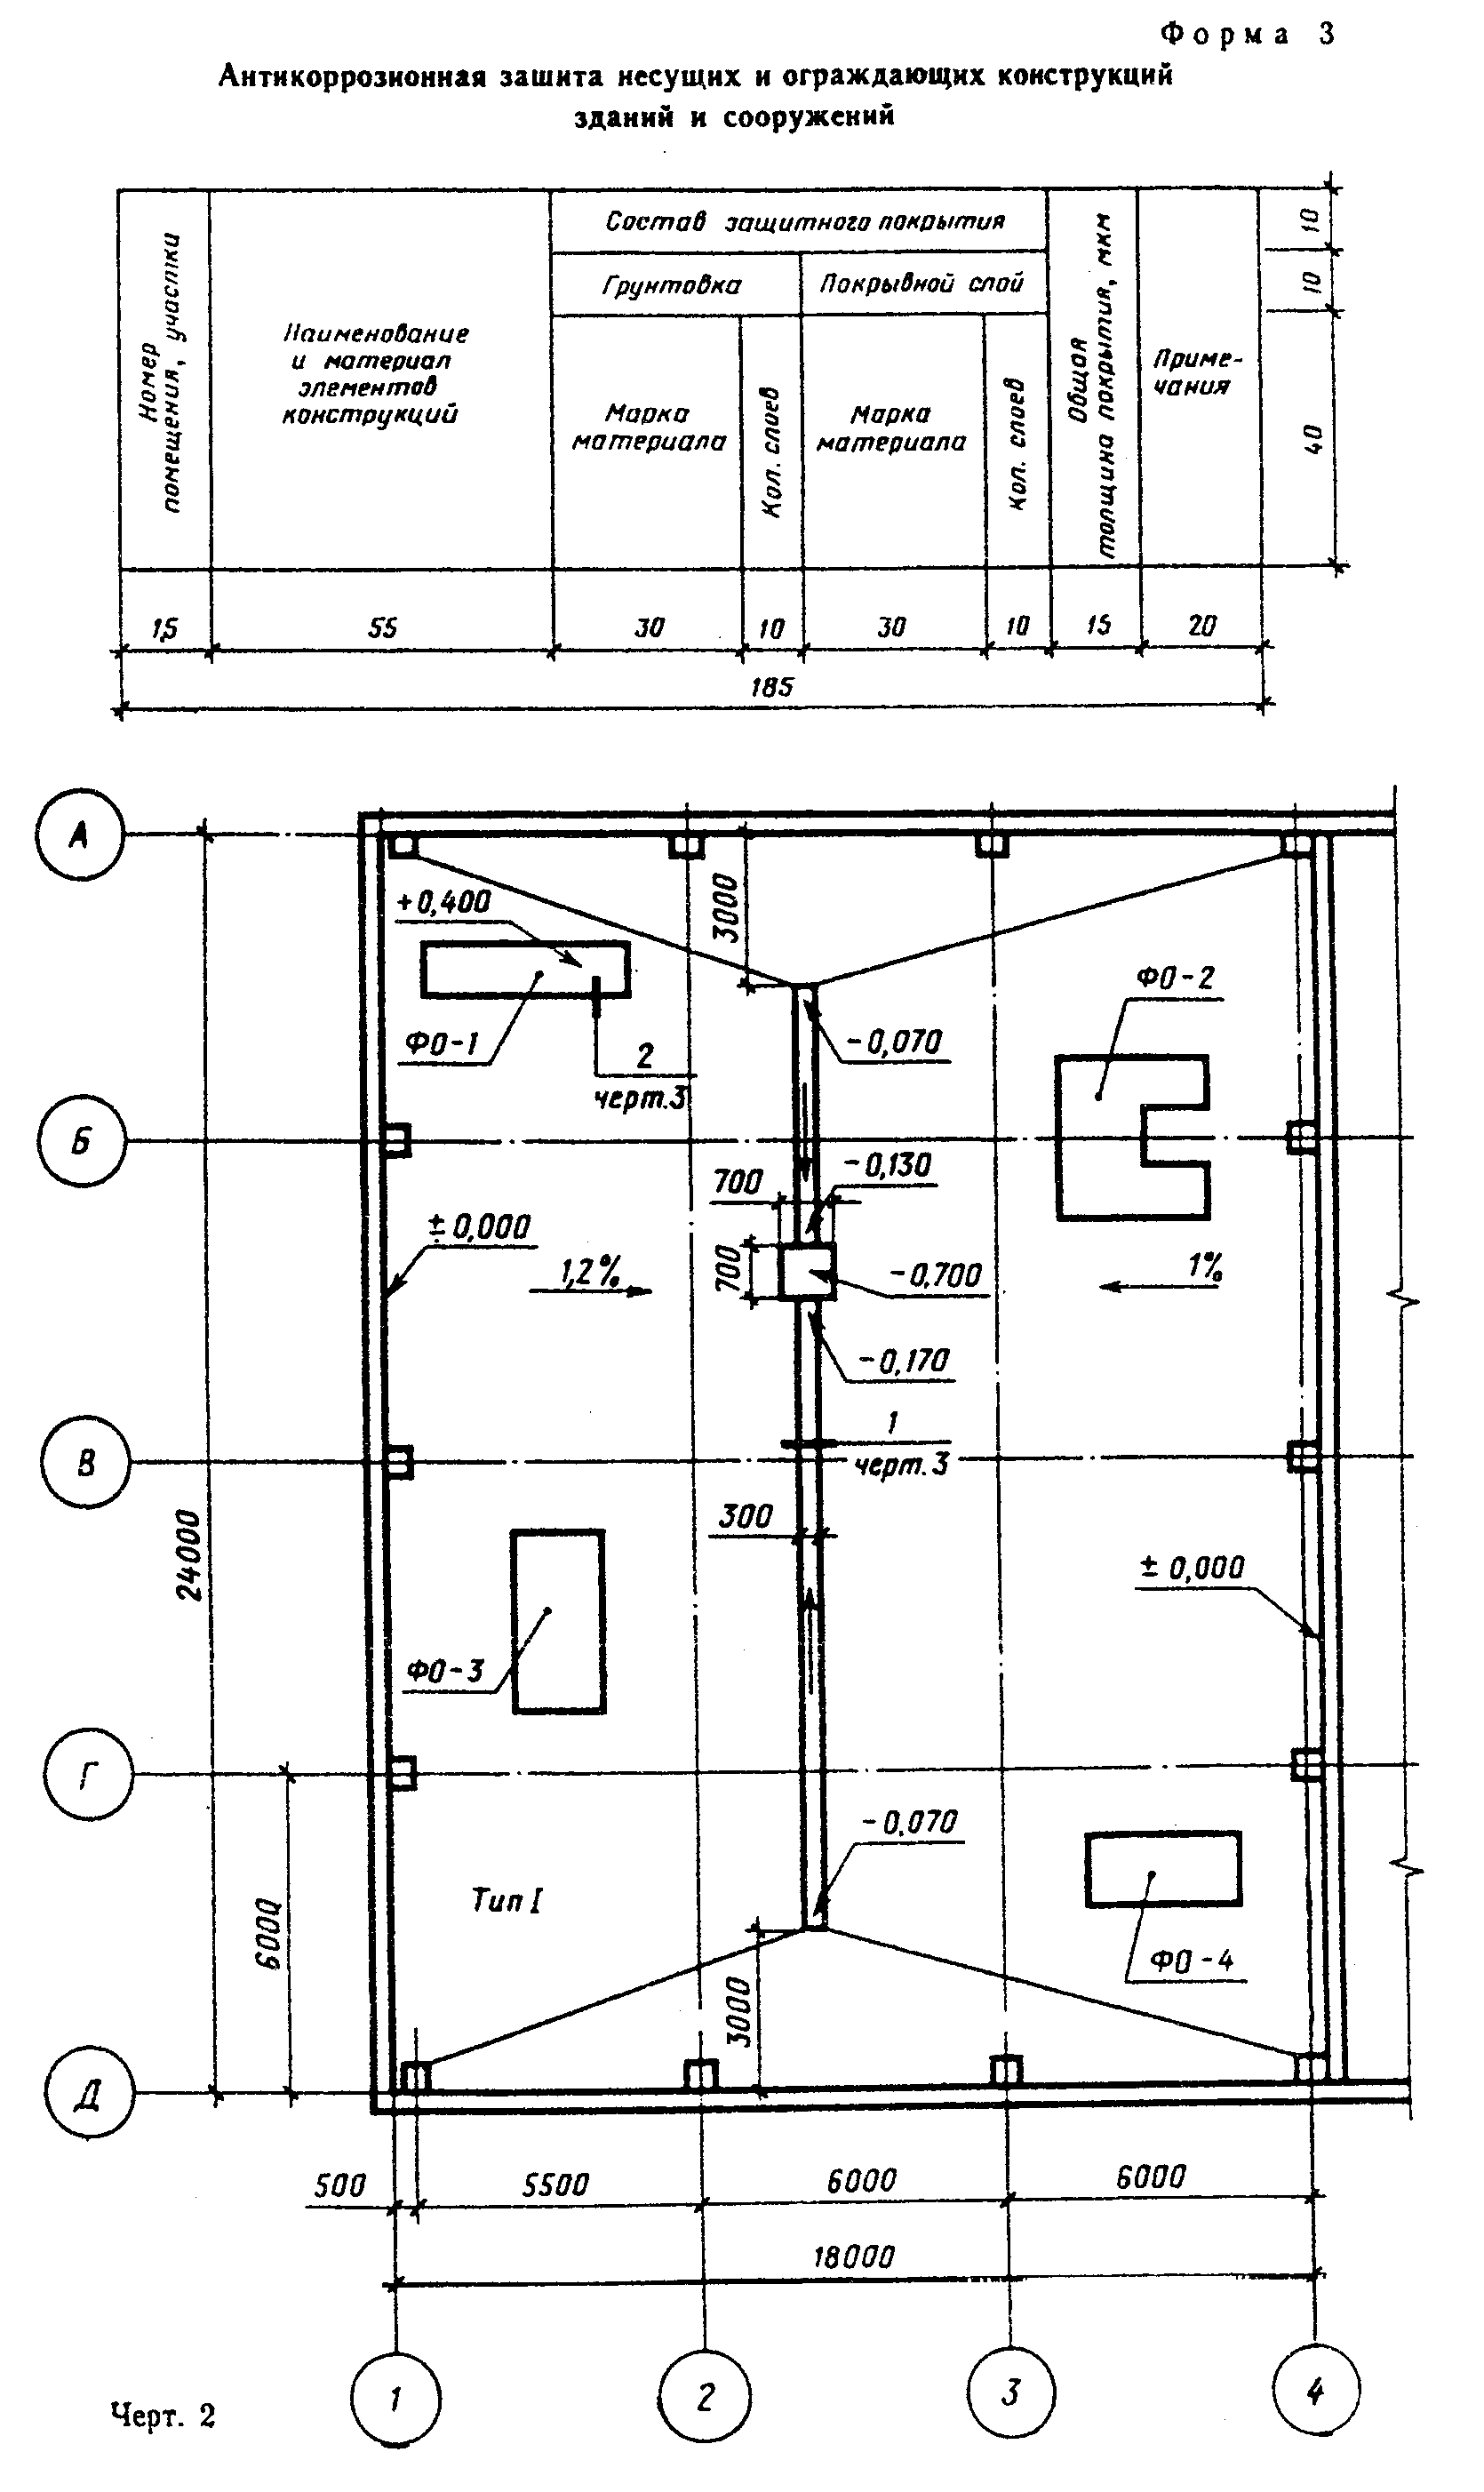 Форма 3
Антикоррозионная зашита несущих и ограждающих конструкций
зданий и сооружений
Номер
помещения, участка
Наименование
и материал
элементов
конструкций
Состав защитного покрытия
Грунтовка
Покрывной слой
Марка
материала
Кол. слоев
Марка
материала
Кол. слоев
Общая
толщина покрытия, мкм
Приме-
чания
10
10
40
15
55
30
10
30
10
15
20
185
А
+0,400
3000
ФО-1
2
черт.3
-0,070
ФО-2
Б
-0,130
700
±0,000
1,2%
700
-0,700
1%
-0,170
1
черт.3
В
24000
300
±0,000
ФО-3
Г
-0,070
Тип I
6000
ФО-4
3000
Д
500
5500
6000
6000
18000
1
2
3
4
Черт. 2